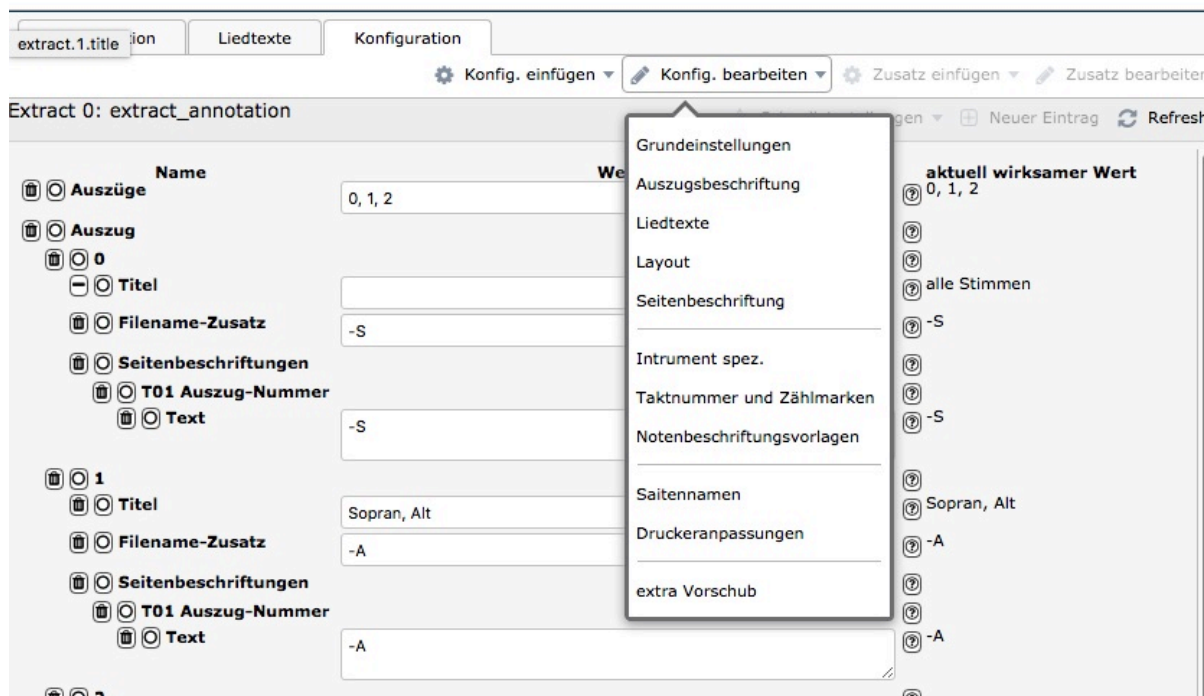 extract.1.title
ion Liedtexte Konfiguration
Konfig. einfügen Konfig. bearbeiten Zusatz einfügen Zusatz bearbeiten
Extract 0: extract_annotation
gen Neuer Eintrag Refresh
Name We aktuell wirksamer Wert
Auszüge 0, 1, 2 0, 1, 2
Auszug
0
Titel alle Stimmen
Filename-Zusatz -S -S
Seitenbeschriftungen
T01 Auszug-Nummer
Text -S -S
1
Titel Sopran, Alt Sopran, Alt
Filename-Zusatz -A -A
Seitenbeschriftungen
T01 Auszug-Nummer
Text -A -A
Grundeinstellungen
Auszugsbeschriftung
Liedtexte
Layout
Seitenbeschriftung
Intrument spez.
Taktnummer und Zählmarken
Notenbeschriftungsvorlagen
Saitennamen
Druckeranpassungen
extra Vorschub